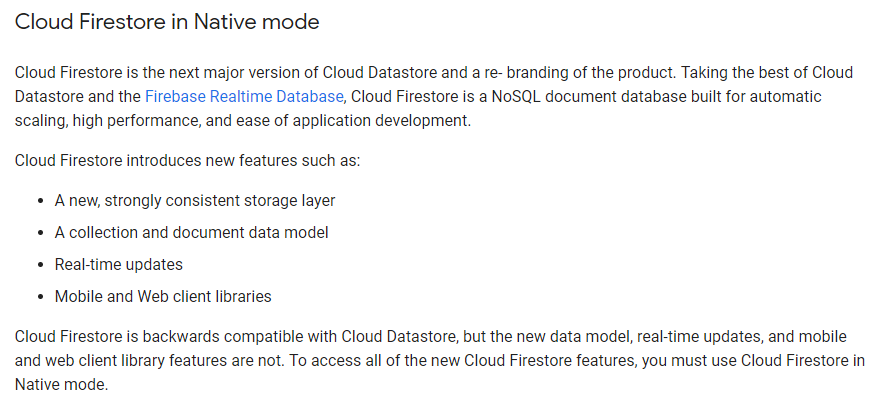 Cloud Firestore in Native mode
Cloud Firestore is the next major version of Cloud Datastore and a re- branding of the product. Taking the best of Cloud
Datastore and the Firebase Realtime Database, Cloud Firestore is a NoSQL document database built for automatic
scaling, high performance, and ease of application development.
Cloud Firestore introduces new features such as:
• A new, strongly consistent storage layer
• A collection and document data model
• Real-time updates
• Mobile and Web client libraries
Cloud Firestore is backwards compatible with Cloud Datastore, but the new data model, real-time updates, and mobile
and web client library features are not. To access all of the new Cloud Firestore features, you must use Cloud Firestore in
Native mode.